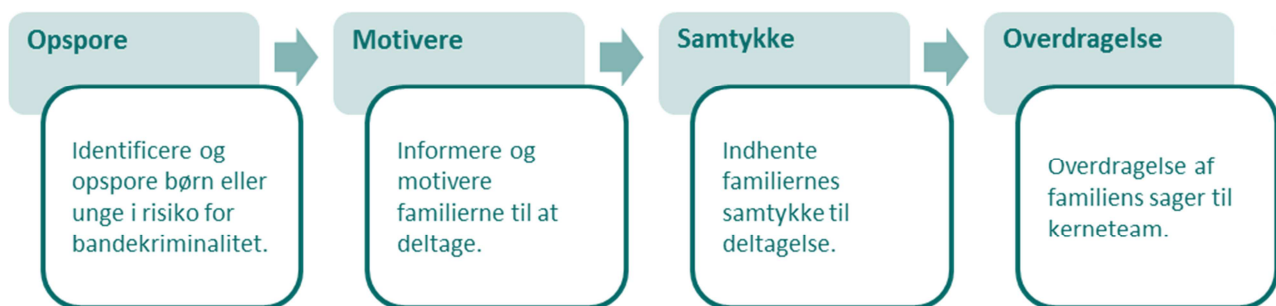 Opspore
Identificere og
opspore børn eller
unge i risiko for
bandekriminalitet.
Motivere
Informere og
motivere
familierne til at
deltage.
Samtykke
Indhente
familiernes
samtykke til
deltagelse.
Overdragelse
Overdragelse af
familiens sager til
kerneteam.